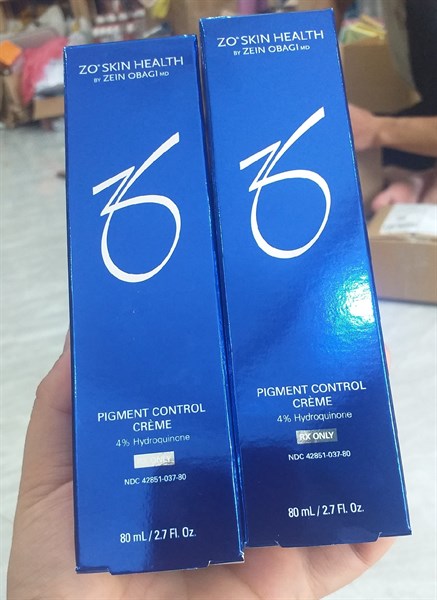 ZO® SKIN HEALTH
BY ZEIN OBAGI MD
PIGMENT CONTROL
CRÈME
4% Hydroquinone
NDC 42851-037-80
80 mL / 2.7 Fl. Oz.
ZO® SKIN HEALTH
BY ZEIN OBAGI MD
PIGMENT CONTROL
CRÈME
4% Hydroquinone
RX ONLY
NDC 42851-037-80
80 mL / 2.7 Fl. Oz.